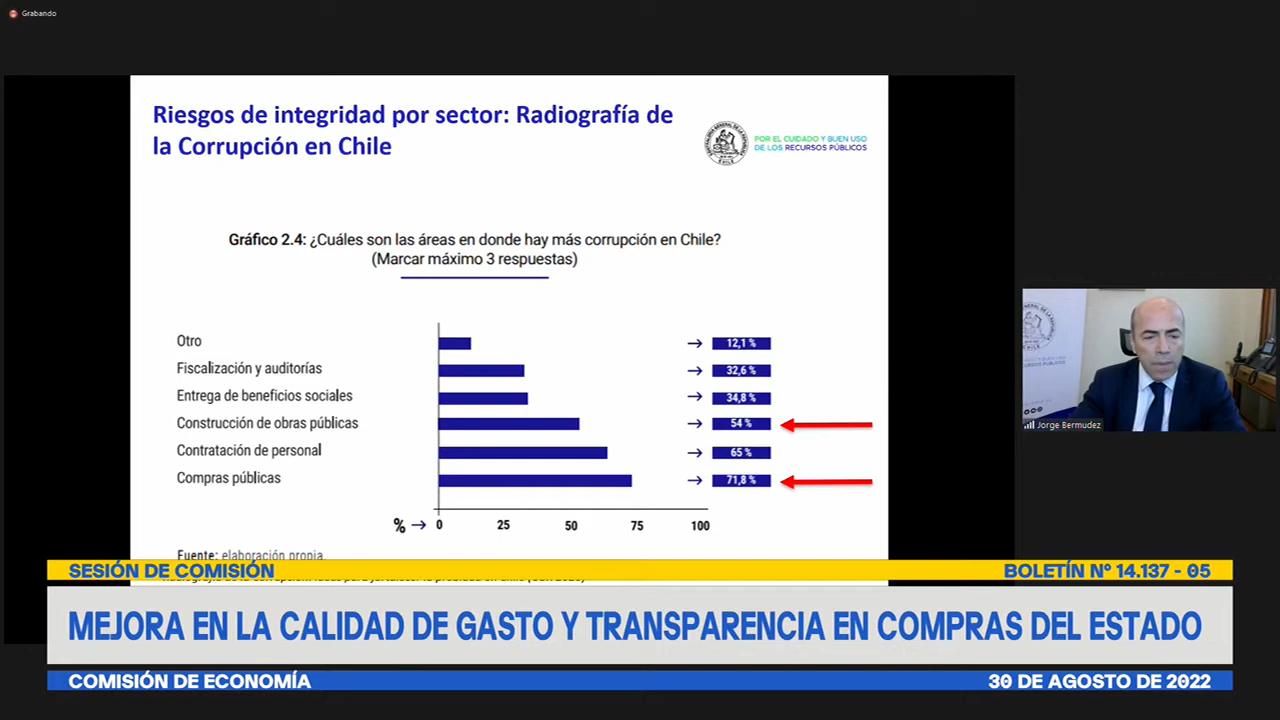 Grabando
Riesgos de integridad por sector: Radiografía de
la Corrupción en Chile
POR EL CUIDADO Y BUEN USO
DE LOS RECURSOS PÚBLICOS
Gráfico 2.4: ¿Cuáles son las áreas en donde hay más corrupción en Chile?
(Marcar máximo 3 respuestas)
Otro → 12,1 %
Fiscalización y auditorías → 32,6 %
Entrega de beneficios sociales → 34,8 %
Construcción de obras públicas → 54 %
Contratación de personal → 65 %
Compras públicas → 71,8 %
% → 0 25 50 75 100
Fuente: elaboración propia.
Jorge Bermudez
SESIÓN DE COMISIÓN
BOLETÍN N° 14.137 - 05
MEJORA EN LA CALIDAD DE GASTO Y TRANSPARENCIA EN COMPRAS DEL ESTADO
COMISIÓN DE ECONOMÍA
30 DE AGOSTO DE 2022